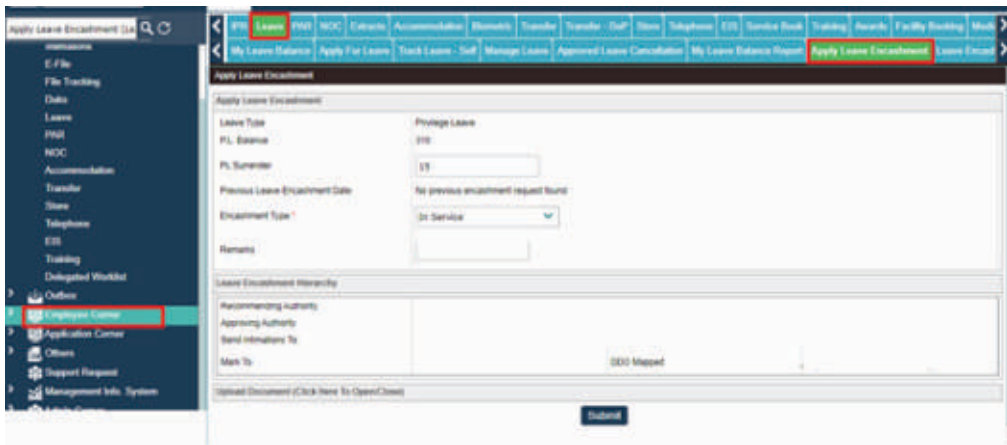 Apply Leave Encashment (Le
Intimations
E-File
File Tracking
Daks
Leave
PAR
NOC
Accommodation
Transfer
Store
Telephone
EIS
Training
Delegated Worklist
Outbox
Employee Corner
Application Corner
Others
Support Request
Management Info. System
IPR Leave PAR NOC Extracts Accommodation Biometric Transfer Transfer - DoP Store Telephone EIS Service Book Training Awards Facility Booking
My Leave Balance Apply For Leave Track Leave - Self Manage Leave Approved Leave Cancellation My Leave Balance Report Apply Leave Encashment Leave Encash
Apply Leave Encashment
Apply Leave Encashment
Leave Type Privilege Leave
P.L. Balance
PL Surrender 15
Previous Leave Encashment Date No previous encashment request found
Encashment Type * In Service
Remarks
Leave Encashment Hierarchy
Recommending Authority
Approving Authority
Send Intimations To
Mark To DDO Mapped
Upload Document (Click Here To Open/Close)
Submit